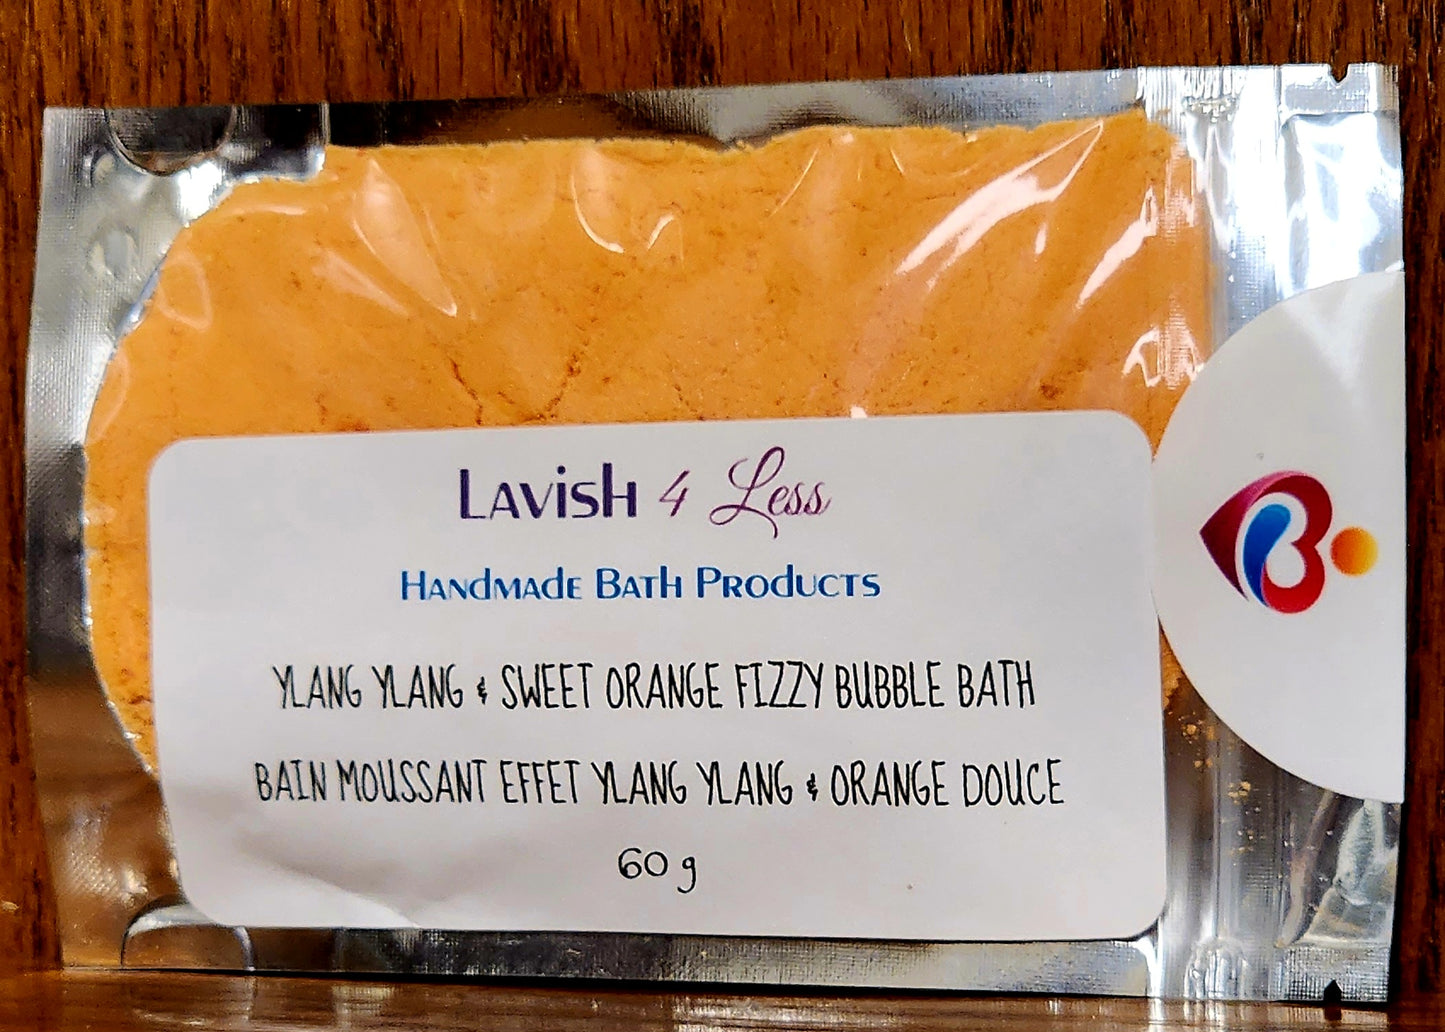 Lavish 4 Less
Handmade Bath Products
YLANG YLANG & SWEET ORANGE FIZZY BUBBLE BATH
BAIN MOUSSANT EFFET YLANG YLANG & ORANGE DOUCE
60 g